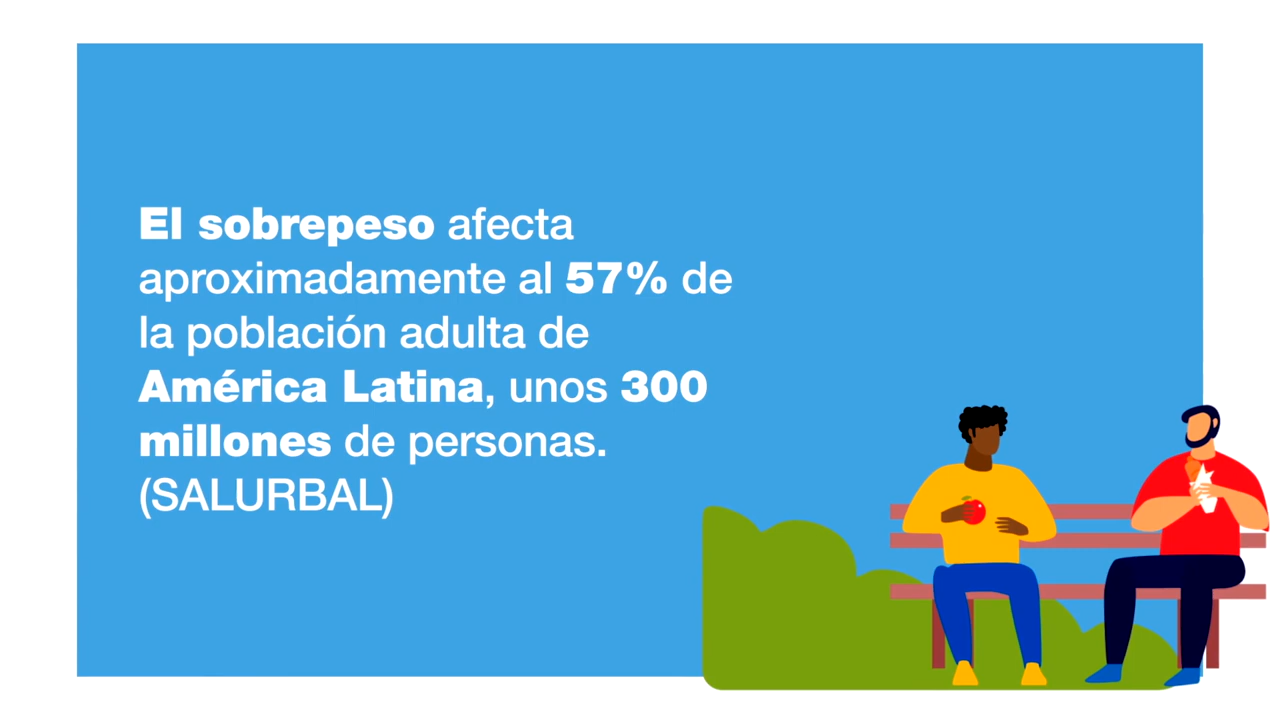 El sobrepeso afecta
aproximadamente al 57% de
la población adulta de
América Latina, unos 300
millones de personas.
(SALURBAL)